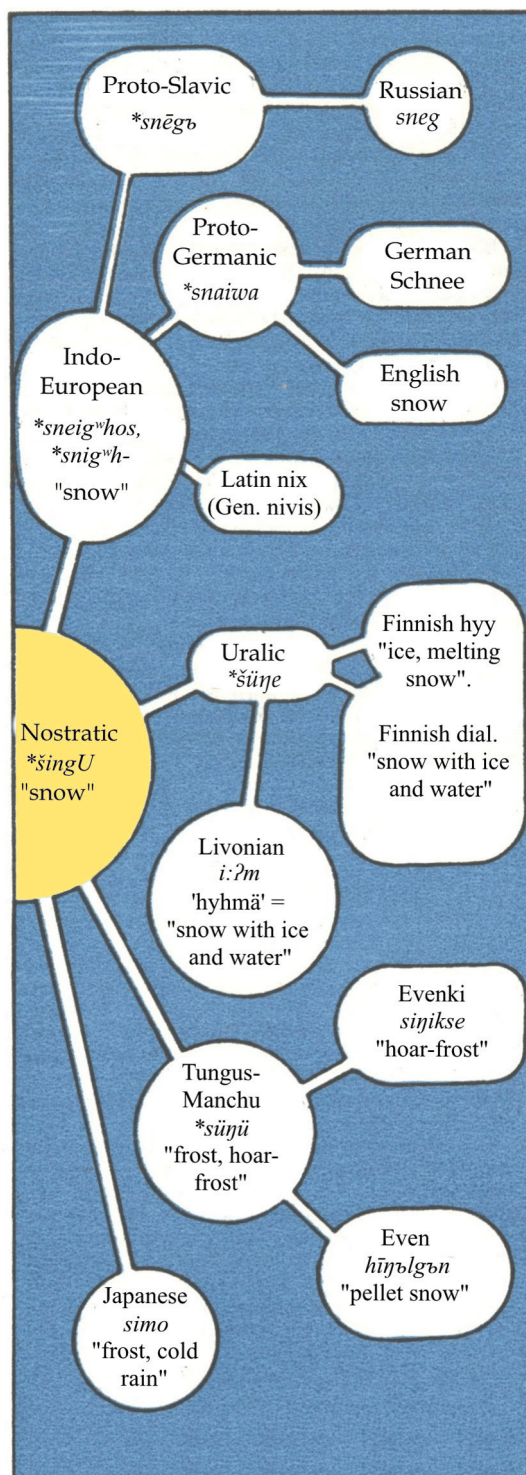 Proto-Slavic
*snēgъ
Russian
sneg
Proto-
Germanic
*snaiwa
German
Schnee
English
snow
Indo-
European
*sneigʷhos,
*snigʷh-
"snow"
Latin nix
(Gen. nivis)
Nostratic
*šingU
"snow"
Uralic
*šüŋe
Finnish hyy
"ice, melting
snow".
Finnish dial.
"snow with ice
and water"
Livonian
i:ʔm
'hyhmä' =
"snow with ice
and water"
Tungus-
Manchu
*süŋü
"frost, hoar-
frost"
Evenki
siŋikse
"hoar-frost"
Even
hīŋъlgъn
"pellet snow"
Japanese
simo
"frost, cold
rain"